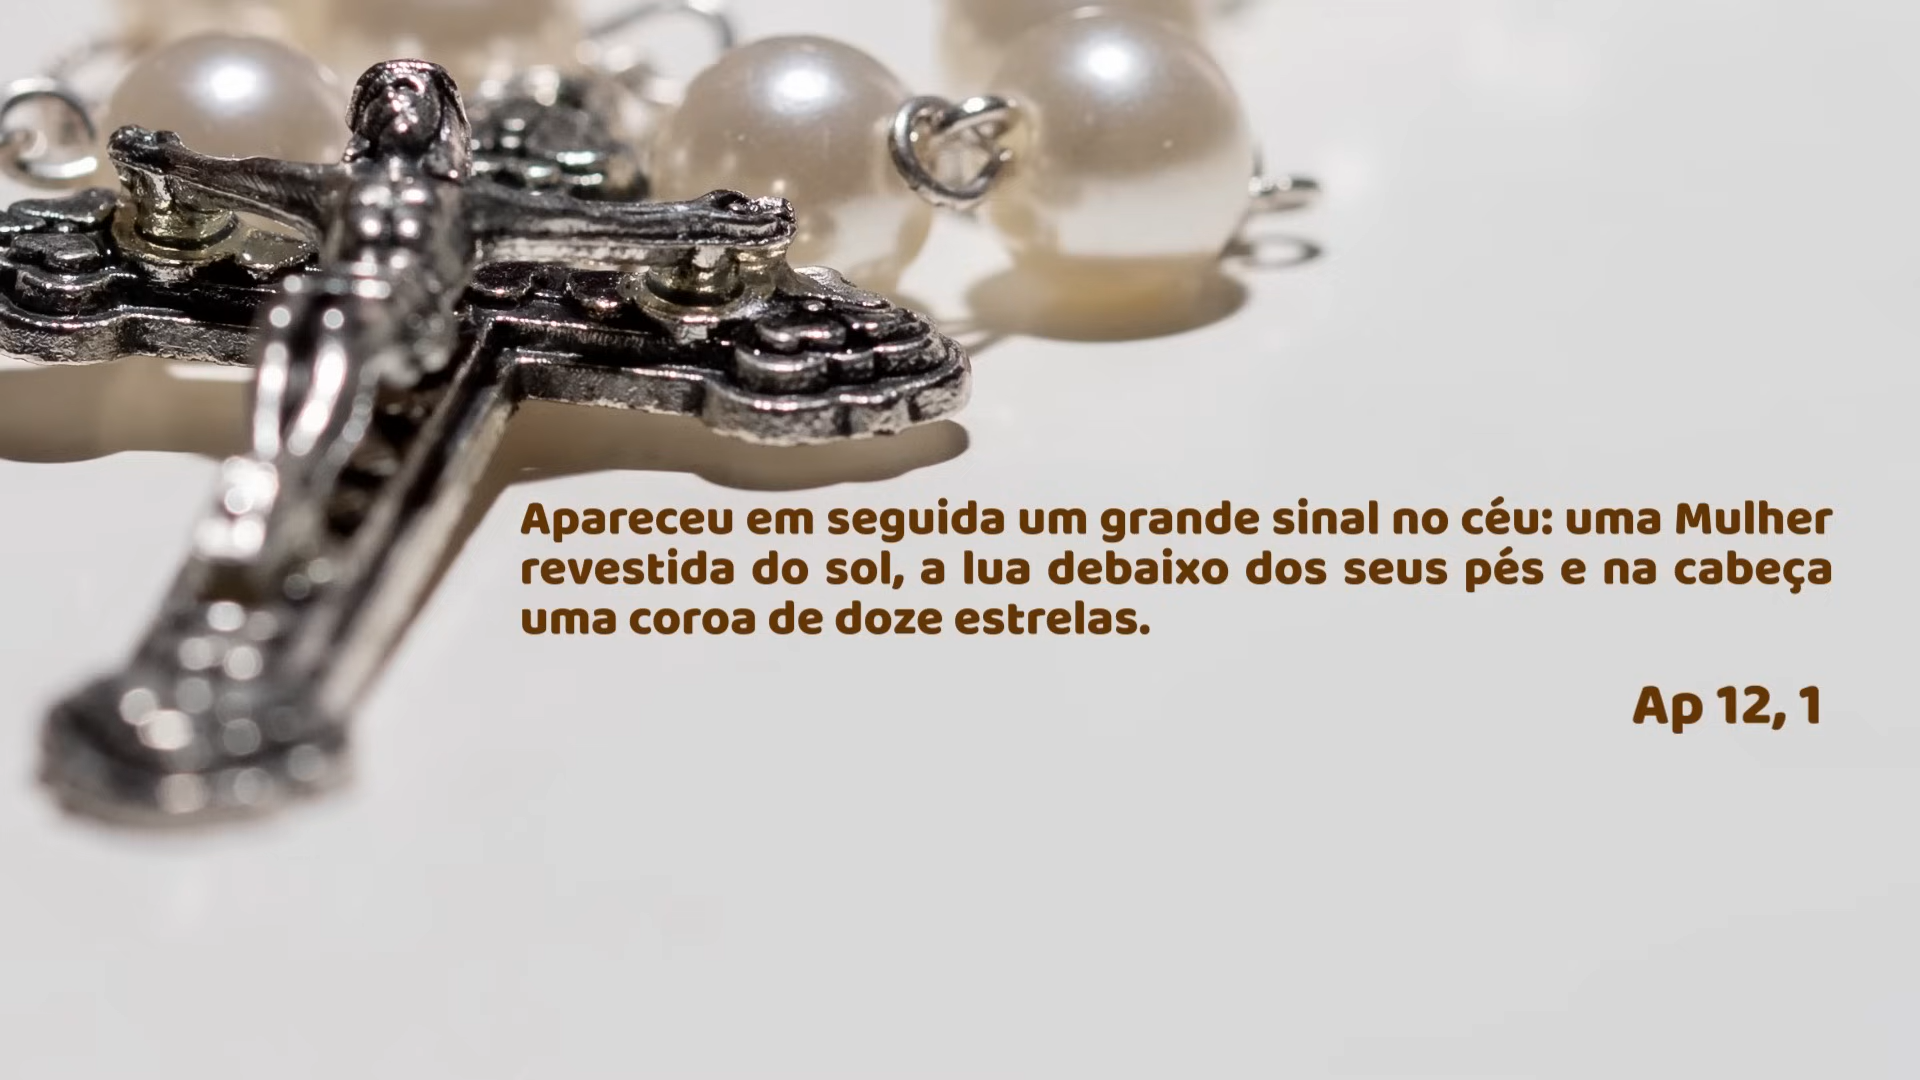 Apareceu em seguida um grande sinal no céu: uma Mulher
revestida do sol, a lua debaixo dos seus pés e na cabeça
uma coroa de doze estrelas.
Ap 12, 1